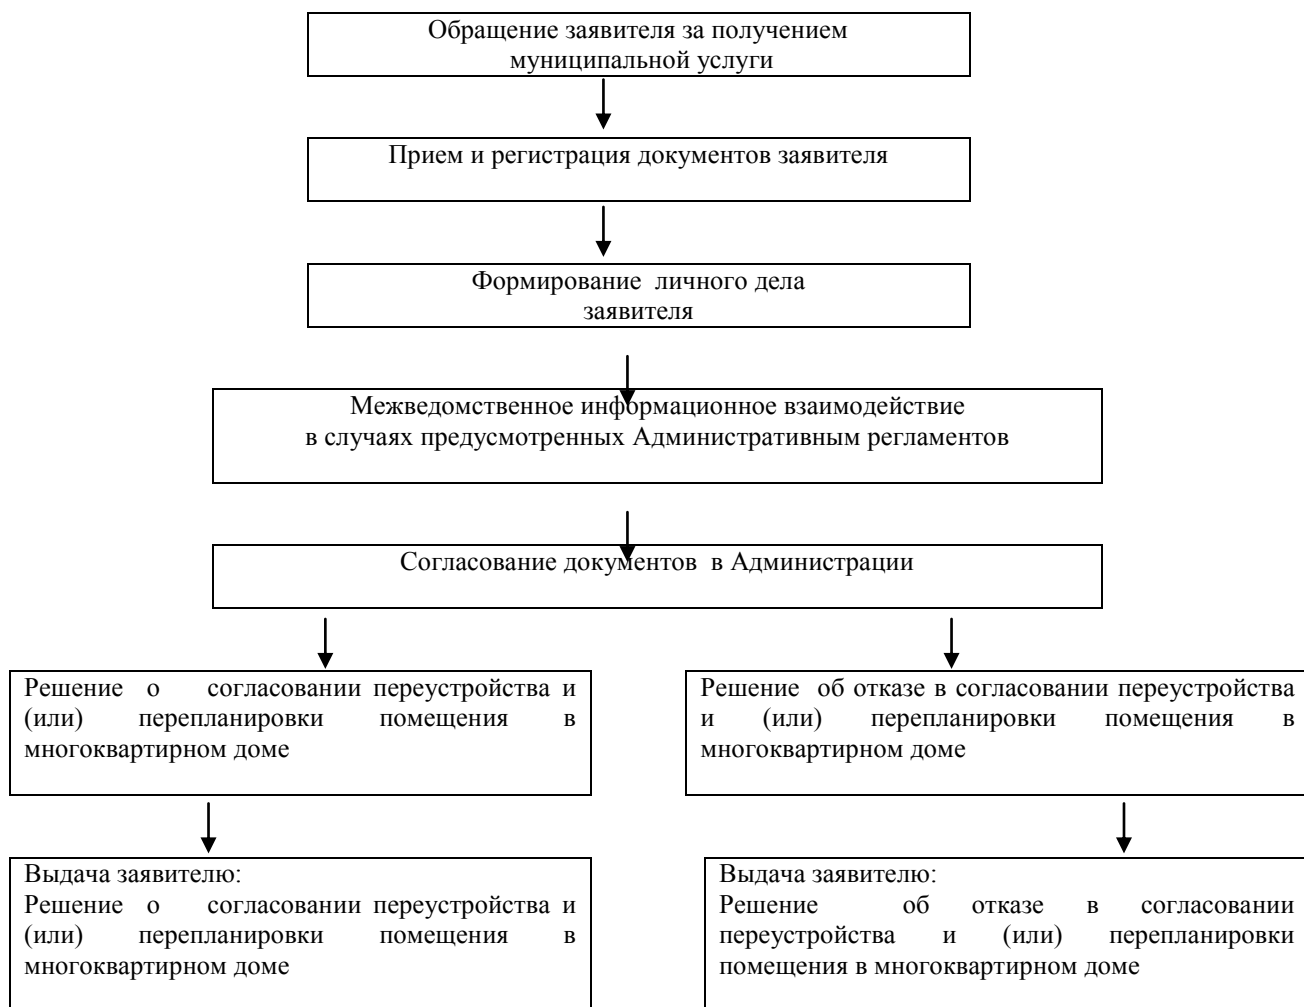 Обращение заявителя за получением
муниципальной услуги
Прием и регистрация документов заявителя
Формирование личного дела
заявителя
Межведомственное информационное взаимодействие
в случаях предусмотренных Административным регламентов
Согласование документов в Администрации
Решение о согласовании переустройства и
(или) перепланировки помещения в
многоквартирном доме
Решение об отказе в согласовании переустройства
и (или) перепланировки помещения в
многоквартирном доме
Выдача заявителю:
Решение о согласовании переустройства и
(или) перепланировки помещения в
многоквартирном доме
Выдача заявителю:
Решение об отказе в согласовании
переустройства и (или) перепланировки
помещения в многоквартирном доме